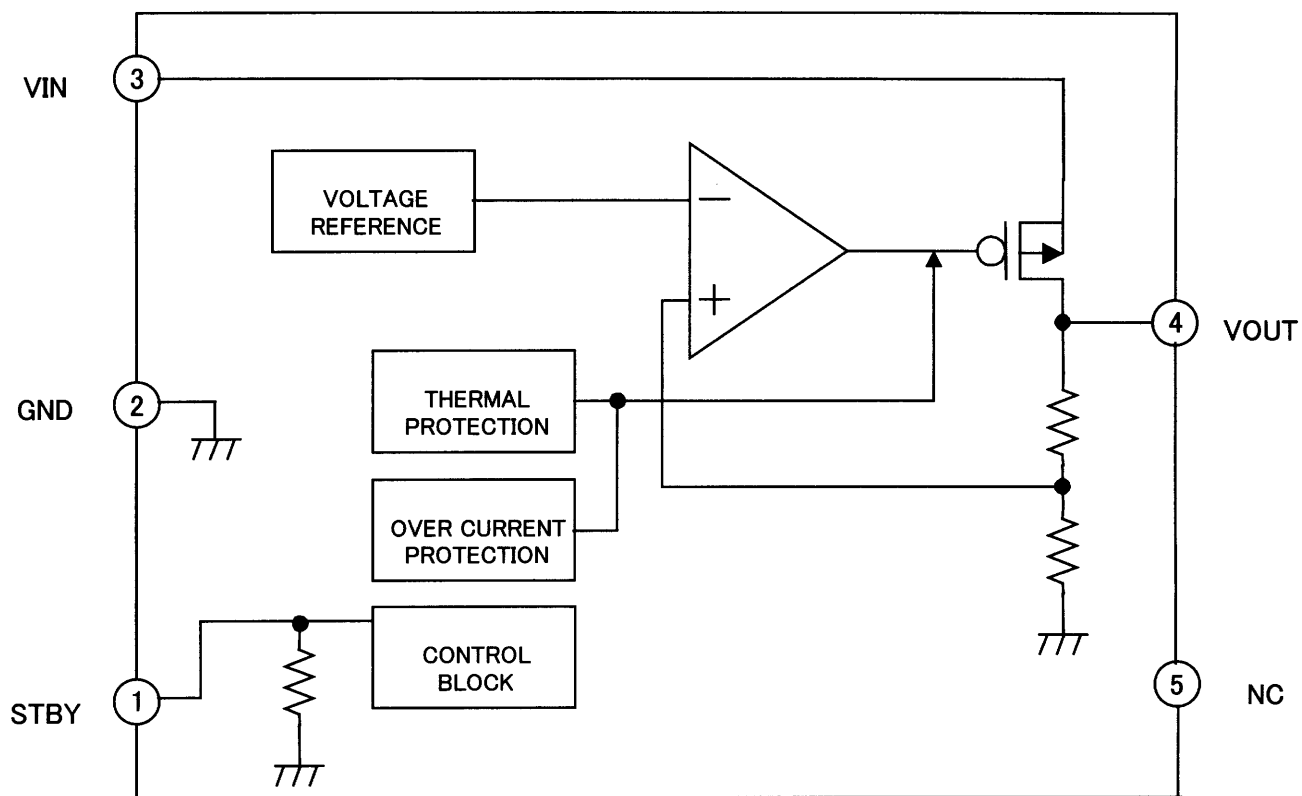 VIN
3
VOLTAGE
REFERENCE
−
+
4
VOUT
GND
2
THERMAL
PROTECTION
OVER CURRENT
PROTECTION
STBY
1
CONTROL
BLOCK
5
NC